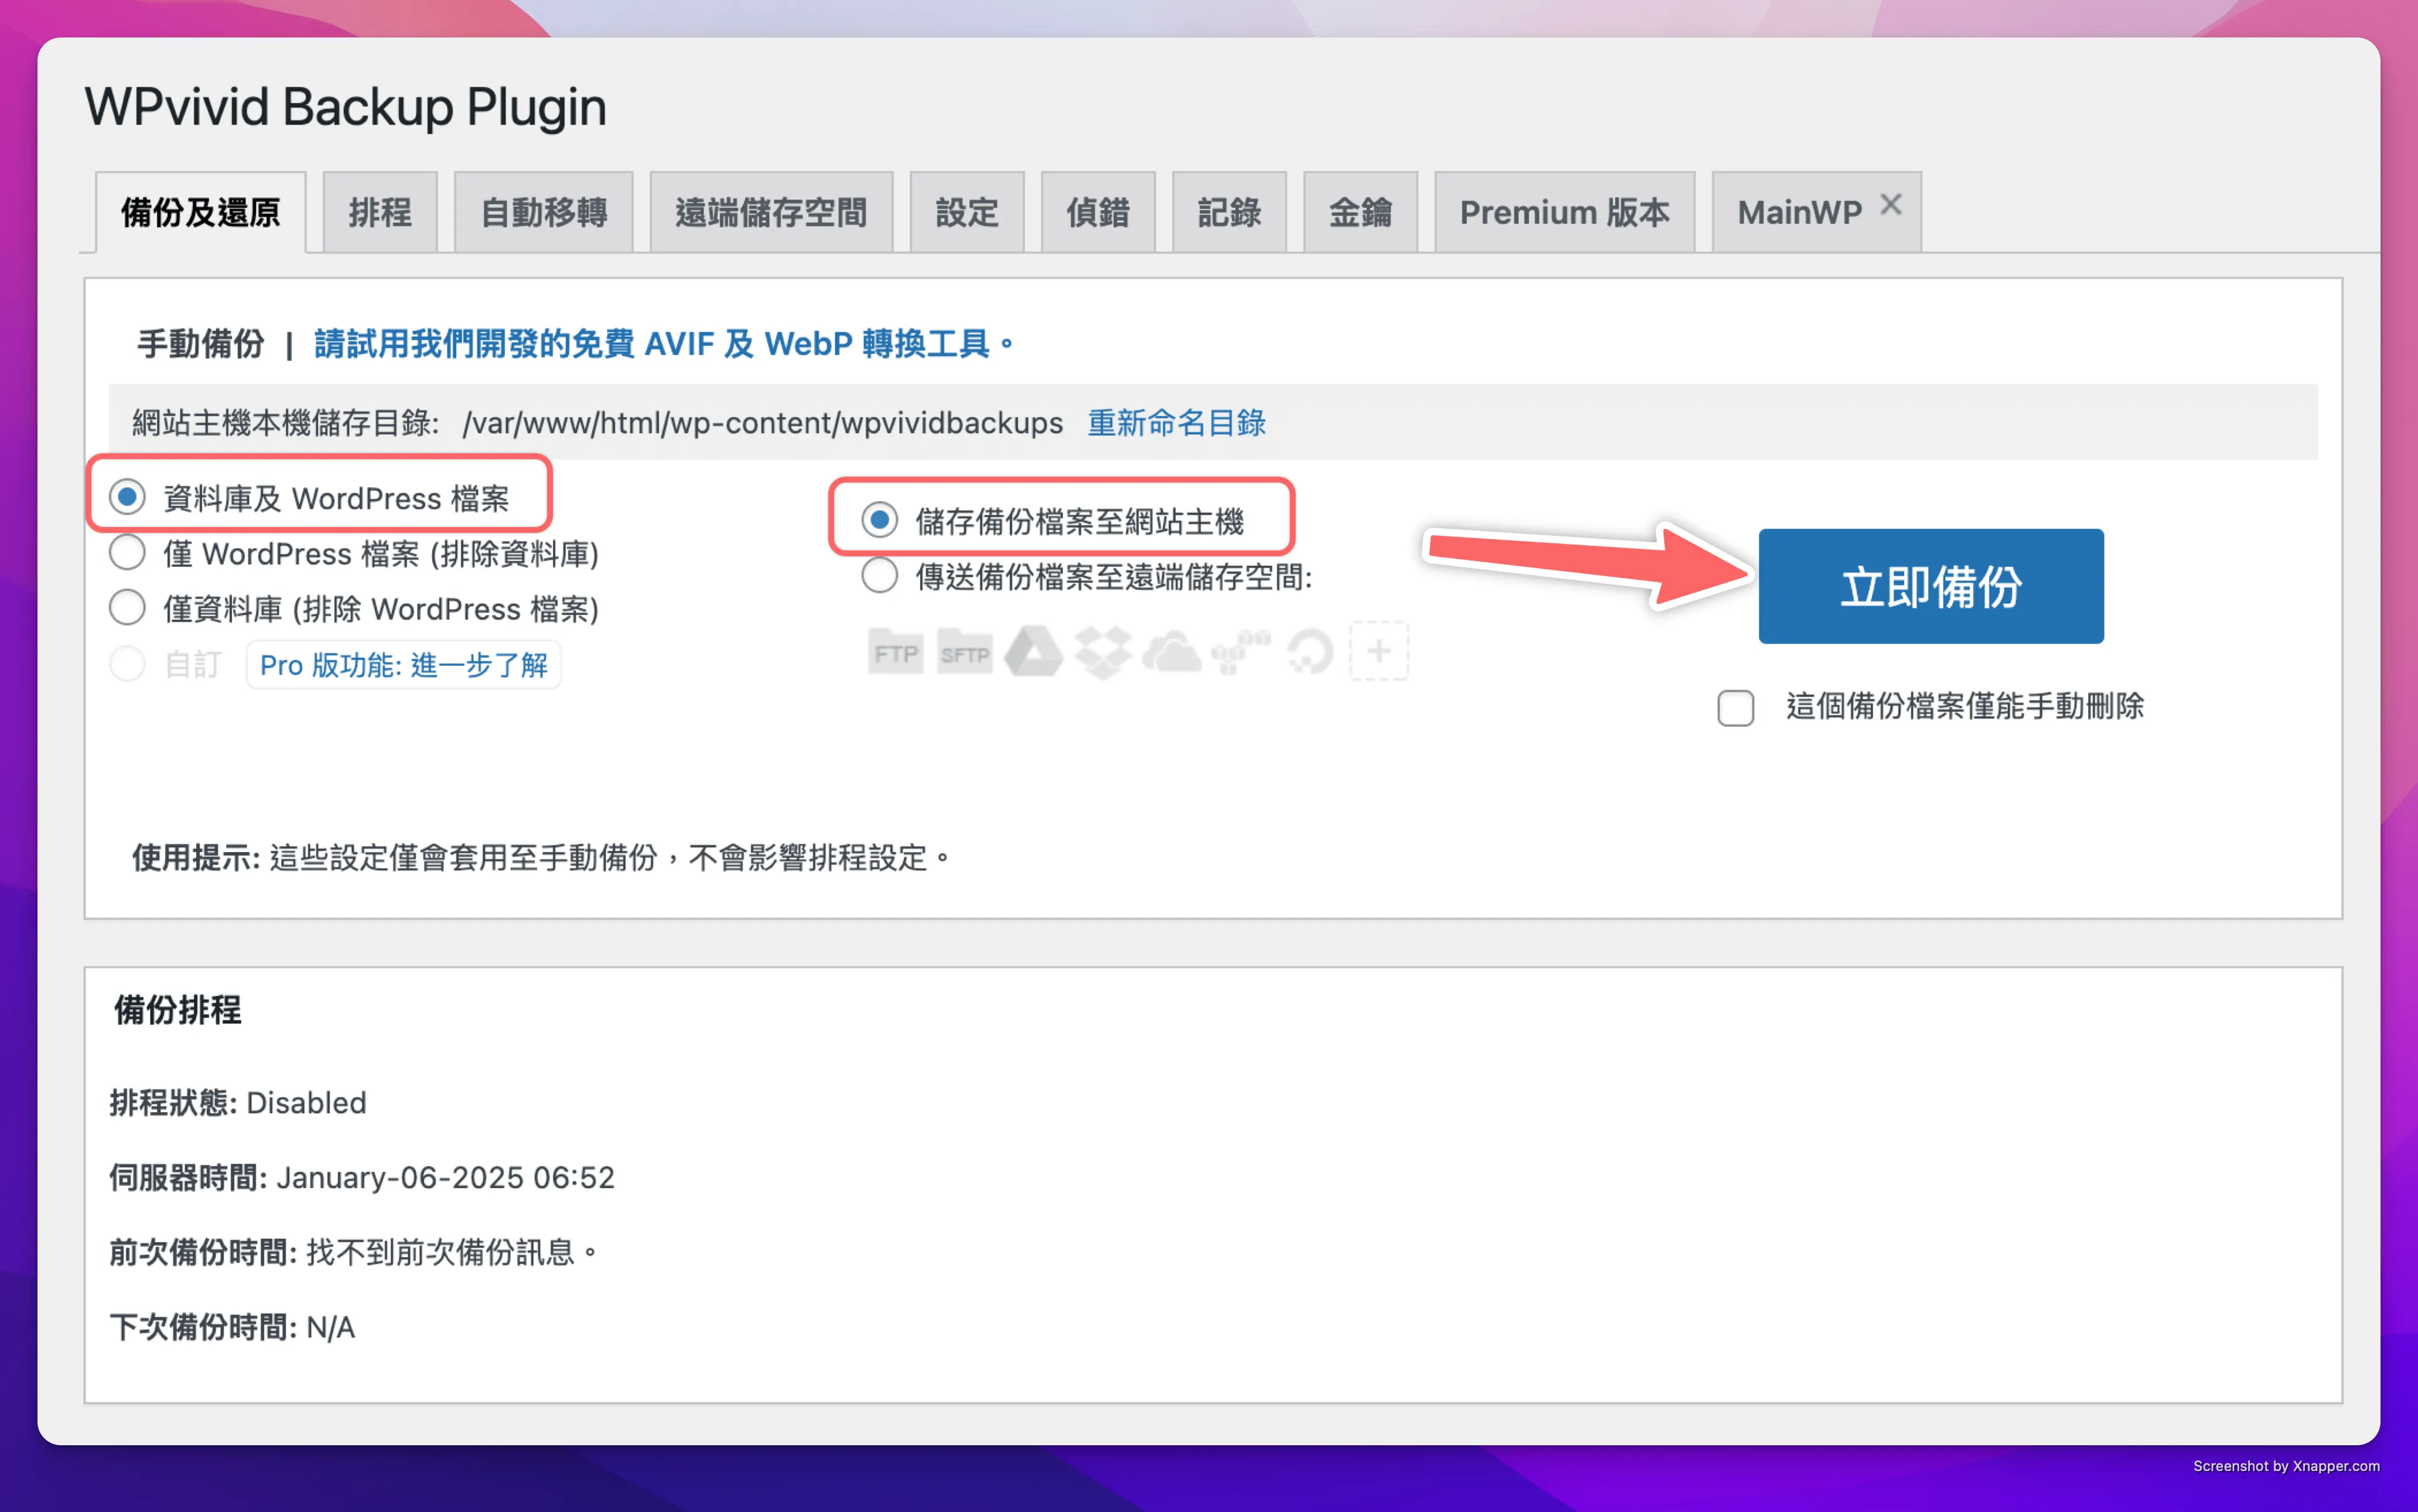 WPvivid Backup Plugin
備份及還原 排程 自動移轉 遠端儲存空間 設定 偵錯 記錄 金鑰 Premium 版本 MainWP ✕
手動備份 | 請試用我們開發的免費 AVIF 及 WebP 轉換工具。
網站主機本機儲存目錄: /var/www/html/wp-content/wpvividbackups 重新命名目錄
資料庫及 WordPress 檔案
僅 WordPress 檔案 (排除資料庫)
僅資料庫 (排除 WordPress 檔案)
自訂 Pro 版功能: 進一步了解
儲存備份檔案至網站主機
傳送備份檔案至遠端儲存空間:
FTP SFTP
立即備份
這個備份檔案僅能手動刪除
使用提示: 這些設定僅會套用至手動備份，不會影響排程設定。
備份排程
排程狀態: Disabled
伺服器時間: January-06-2025 06:52
前次備份時間: 找不到前次備份訊息。
下次備份時間: N/A
Screenshot by Xnapper.com